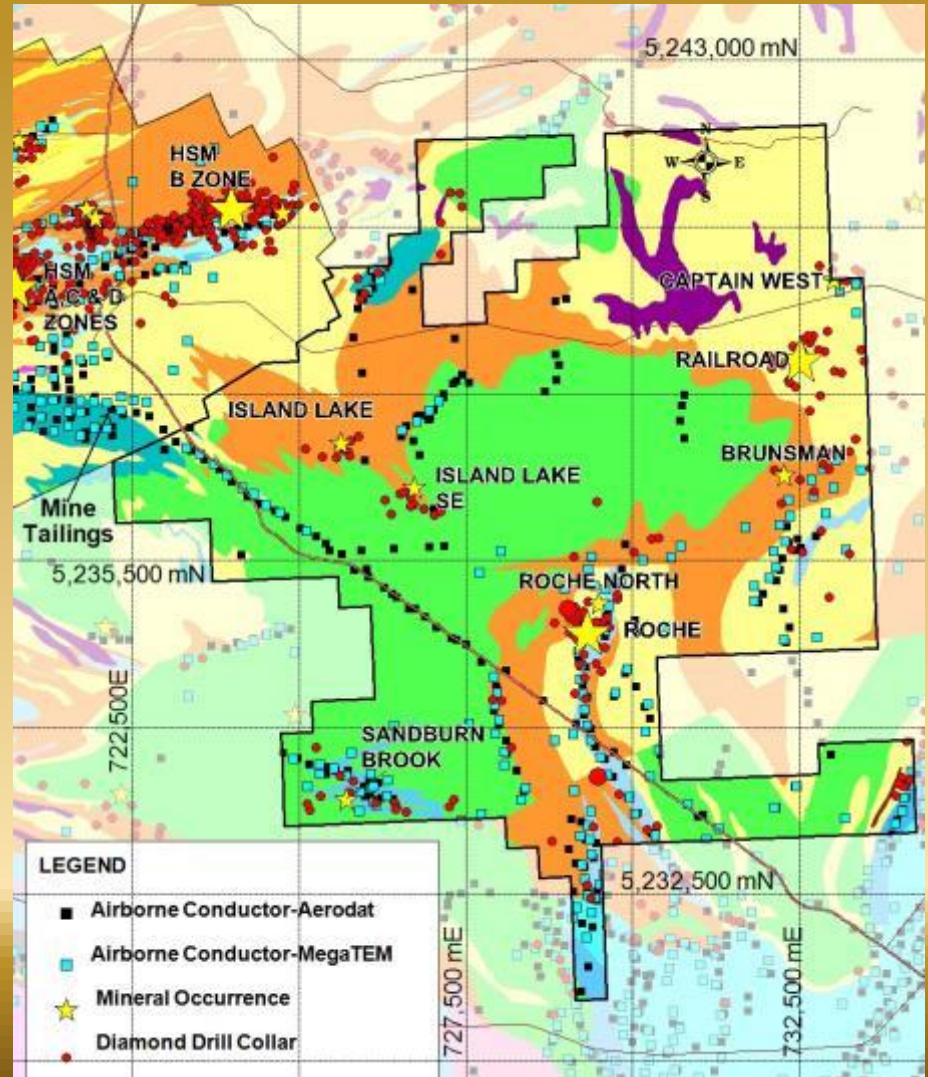 5,243,000 mN
N
W
E
S
HSM
B ZONE
HSM
A,C & D
ZONES
CAPTAIN WEST
RAILROAD
ISLAND LAKE
BRUNSMAN
ISLAND LAKE
SE
Mine
Tailings
5,235,500 mN
ROCHE NORTH
ROCHE
722,500E
SANDBURN
BROOK
5,232,500 mN
727,500 mE
732,500 mE
LEGEND
Airborne Conductor-Aerodat
Airborne Conductor-MegaTEM
Mineral Occurrence
Diamond Drill Collar